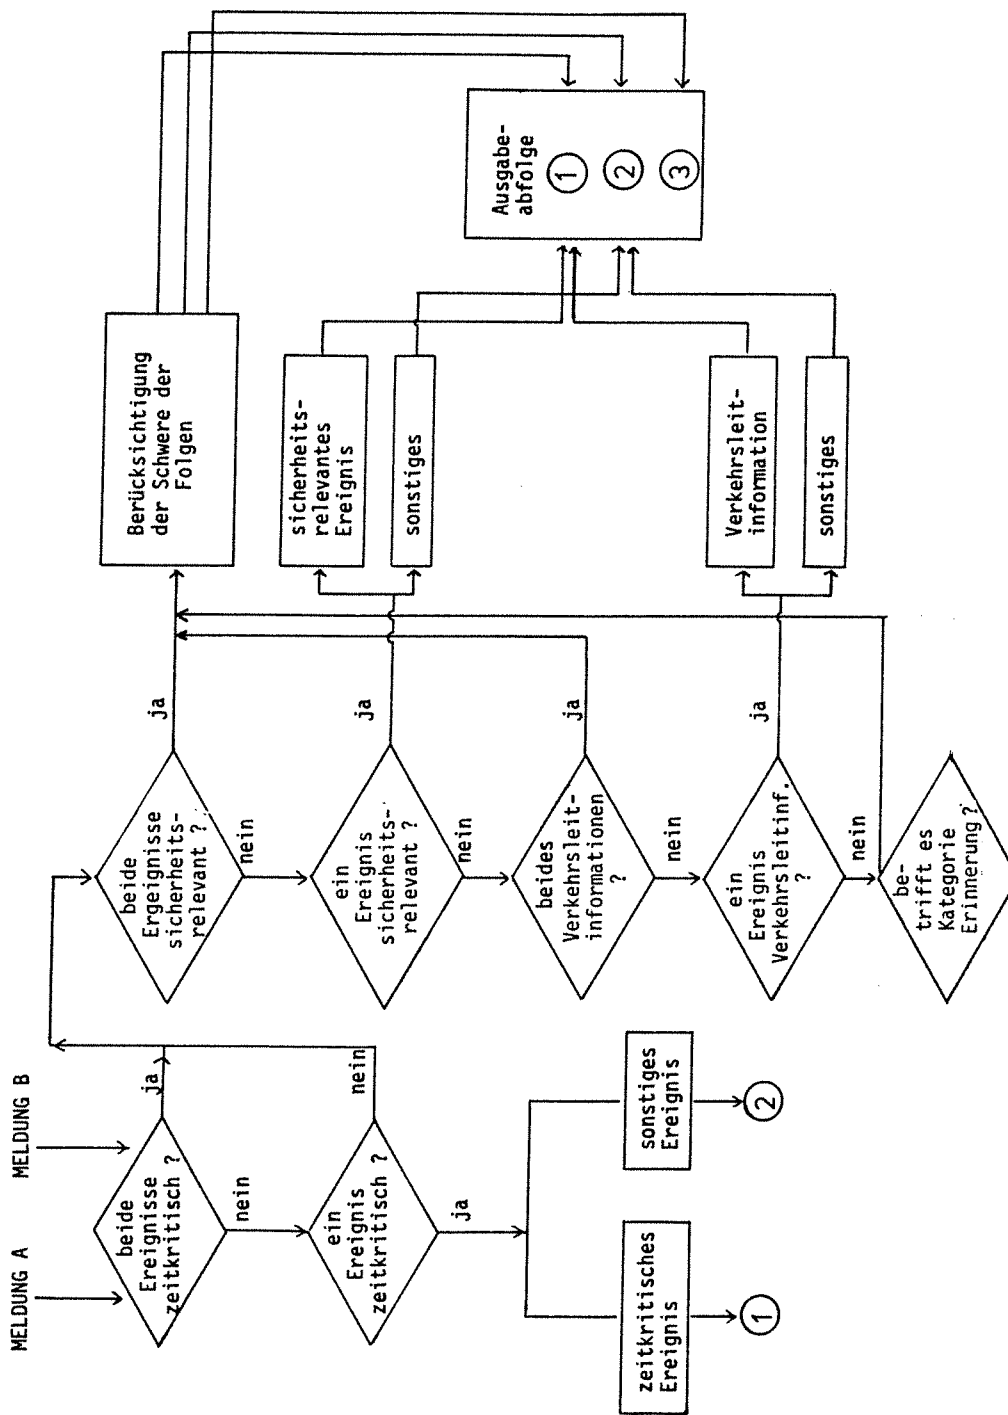 MELDUNG A
MELDUNG B
beide
Ereignisse
zeitkritisch ?
ja
nein
ein
Ereignis
zeitkritisch ?
nein
ja
zeitkritisches
Ereignis
1
sonstiges
Ereignis
2
beide
Ergeignisse
sicherheits-
relevant ?
ja
nein
ein
Ereignis
sicherheits-
relevant ?
ja
nein
beides
Verkehrsleit-
informationen
?
ja
nein
ein
Ereignis
Verkehrsleitinf.
?
ja
nein
be-
trifft es
Kategorie
Erinnerung ?
Berücksichtigung
der Schwere der
Folgen
sicherheits-
relevantes
Ereignis
sonstiges
Verkehrsleit-
information
sonstiges
Ausgabe-
abfolge
1
2
3